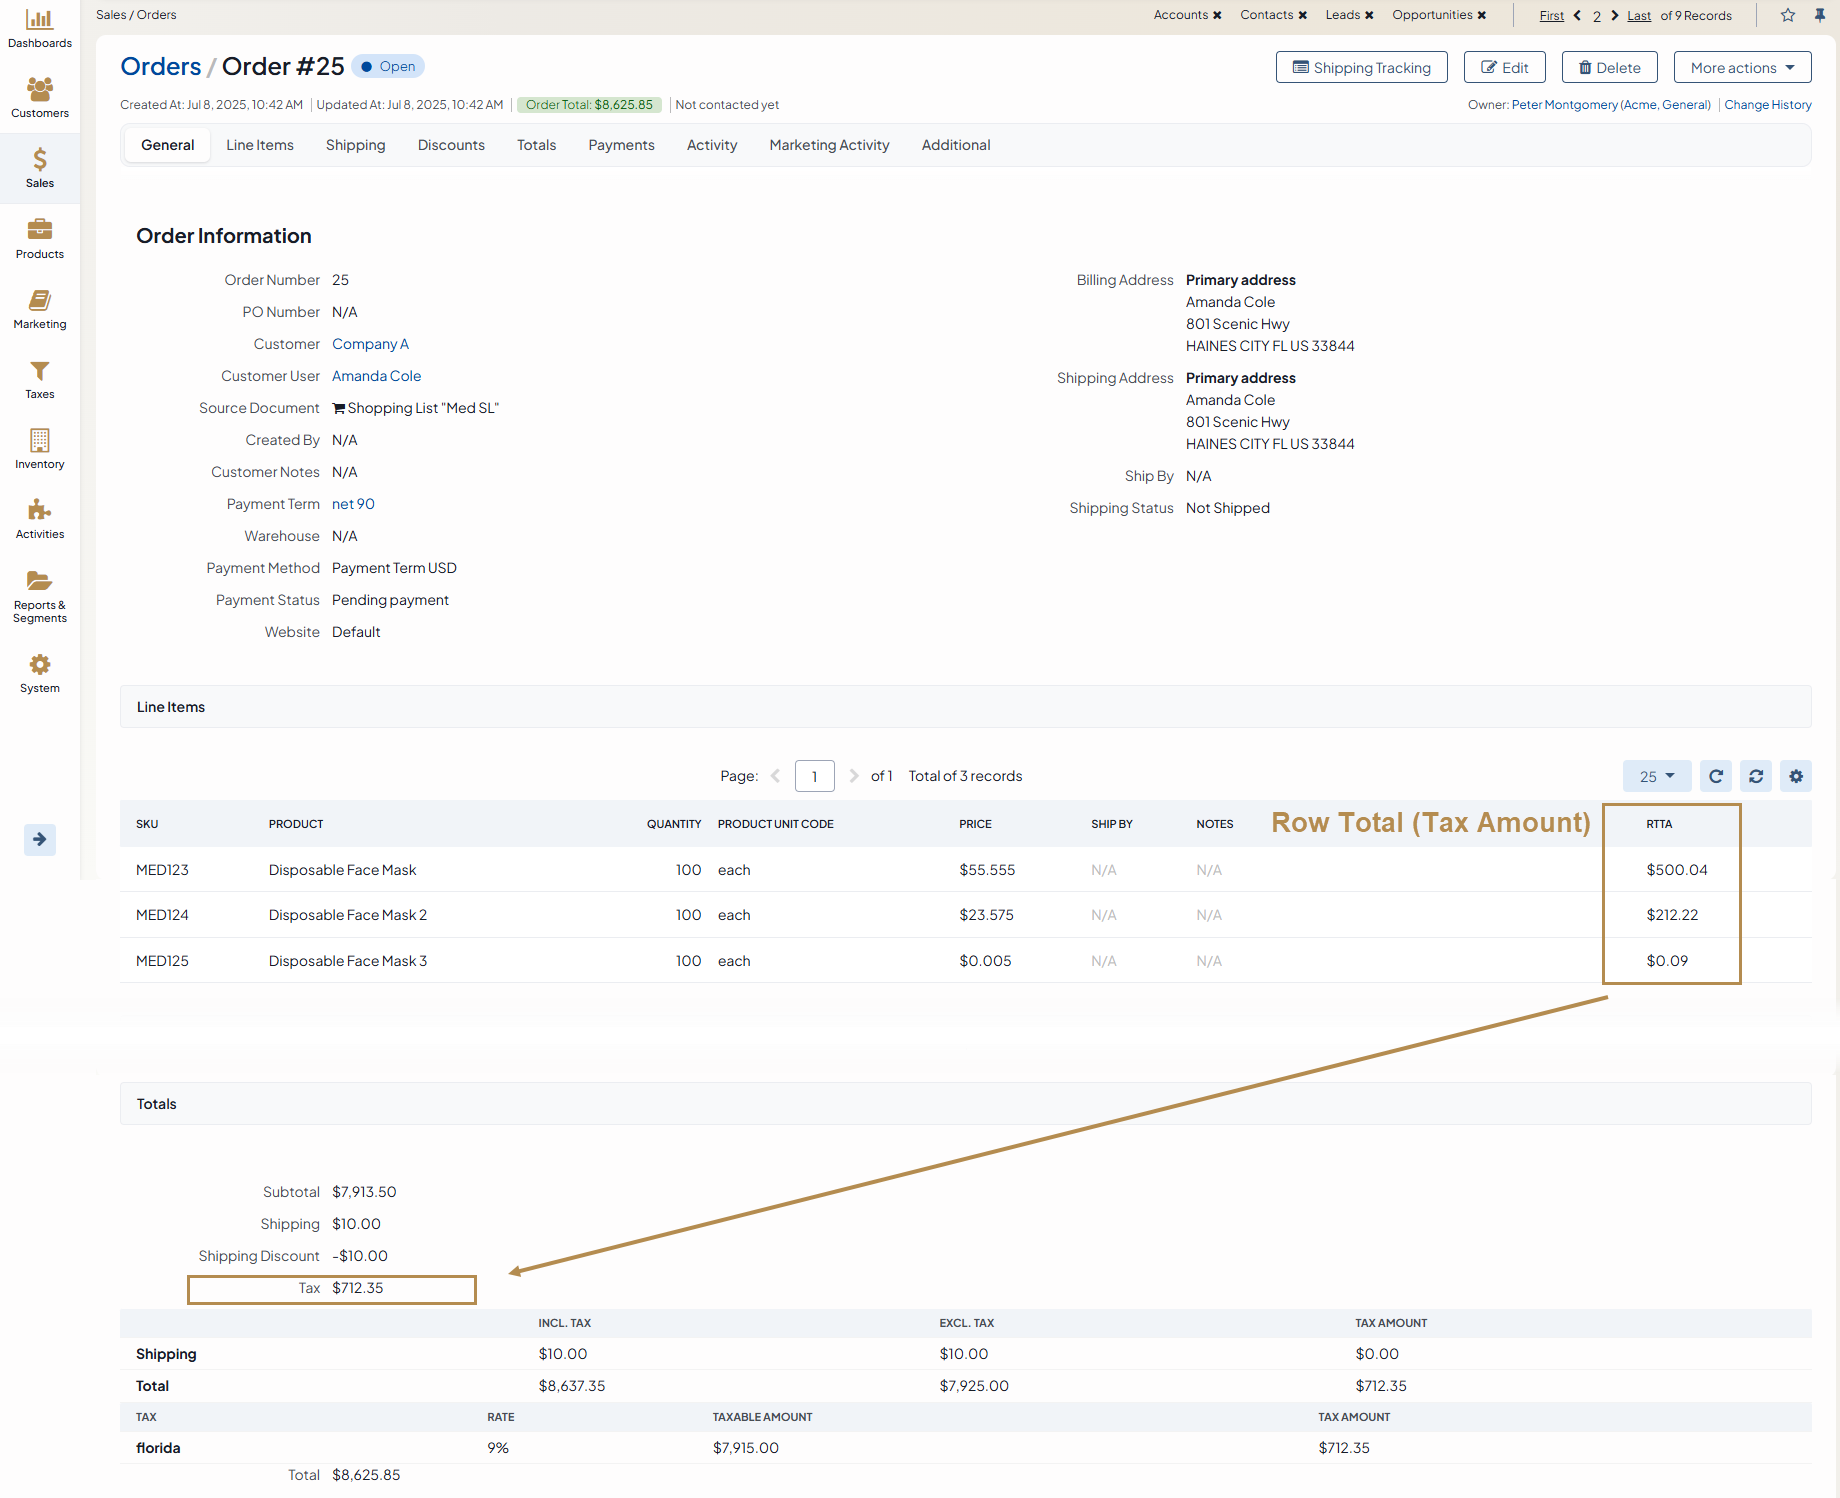 Sales / Orders
Accounts ✖ Contacts ✖ Leads ✖ Opportunities ✖ First 2 Last of 9 Records
Dashboards
Customers
Sales
Products
Marketing
Taxes
Inventory
Activities
Reports &
Segments
System
Orders / Order #25 Open
Shipping Tracking Edit Delete More actions
Created At: Jul 8, 2025, 10:42 AM Updated At: Jul 8, 2025, 10:42 AM Order Total: $8,625.85 Not contacted yet
Owner: Peter Montgomery (Acme, General) Change History
General Line Items Shipping Discounts Totals Payments Activity Marketing Activity Additional
Order Information
Order Number 25
PO Number N/A
Customer Company A
Customer User Amanda Cole
Source Document Shopping List "Med SL"
Created By N/A
Customer Notes N/A
Payment Term net 90
Warehouse N/A
Payment Method Payment Term USD
Payment Status Pending payment
Website Default
Billing Address Primary address
Amanda Cole
801 Scenic Hwy
HAINES CITY FL US 33844
Shipping Address Primary address
Amanda Cole
801 Scenic Hwy
HAINES CITY FL US 33844
Ship By N/A
Shipping Status Not Shipped
Line Items
Page: 1 of 1 Total of 3 records 25
SKU PRODUCT QUANTITY PRODUCT UNIT CODE PRICE SHIP BY NOTES Row Total (Tax Amount) RTTA
MED123 Disposable Face Mask 100 each $55.555 N/A N/A $500.04
MED124 Disposable Face Mask 2 100 each $23.575 N/A N/A $212.22
MED125 Disposable Face Mask 3 100 each $0.005 N/A N/A $0.09
Totals
Subtotal $7,913.50
Shipping $10.00
Shipping Discount -$10.00
Tax $712.35
INCL. TAX EXCL. TAX TAX AMOUNT
Shipping $10.00 $10.00 $0.00
Total $8,637.35 $7,925.00 $712.35
TAX RATE TAXABLE AMOUNT TAX AMOUNT
florida 9% $7,915.00 $712.35
Total $8,625.85